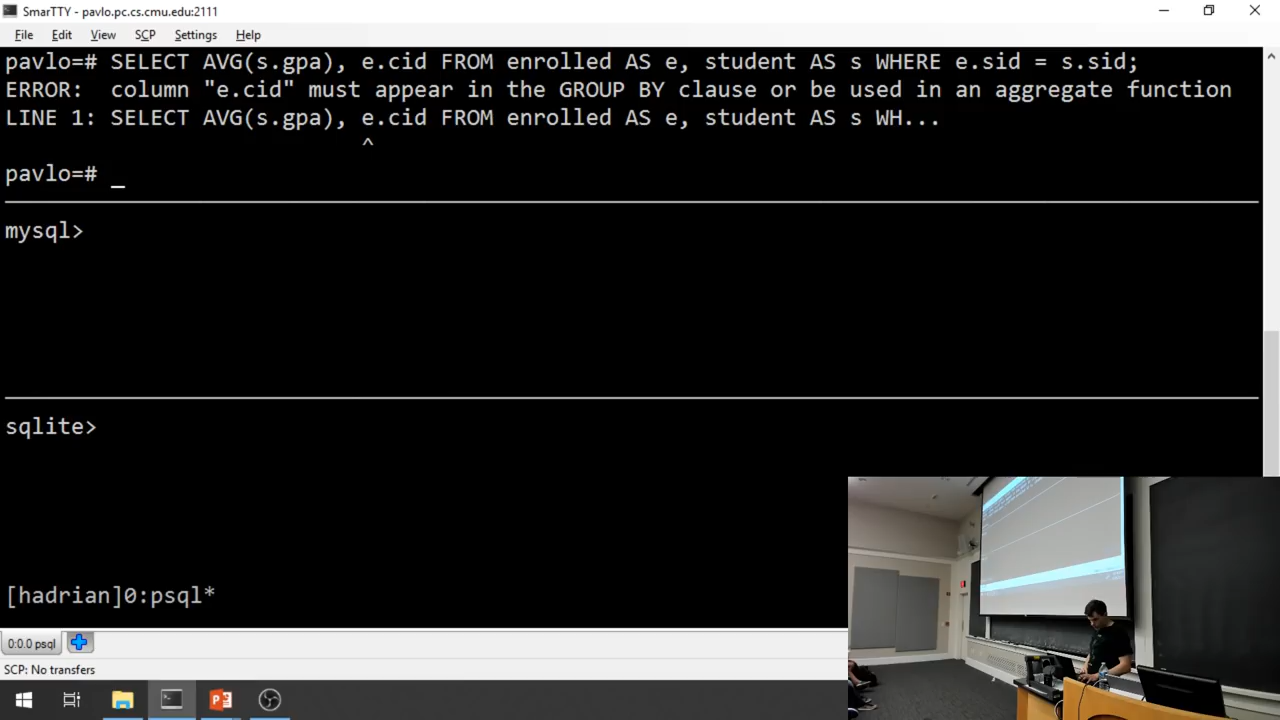 SmarTTY - pavlo.pc.cs.cmu.edu:2111
File Edit View SCP Settings Help
pavlo=# SELECT AVG(s.gpa), e.cid FROM enrolled AS e, student AS s WHERE e.sid = s.sid;
ERROR:  column "e.cid" must appear in the GROUP BY clause or be used in an aggregate function
LINE 1: SELECT AVG(s.gpa), e.cid FROM enrolled AS e, student AS s WH...
^
pavlo=# _
mysql>
sqlite>
[hadrian]0:psql*
0:0.0 psql
SCP: No transfers